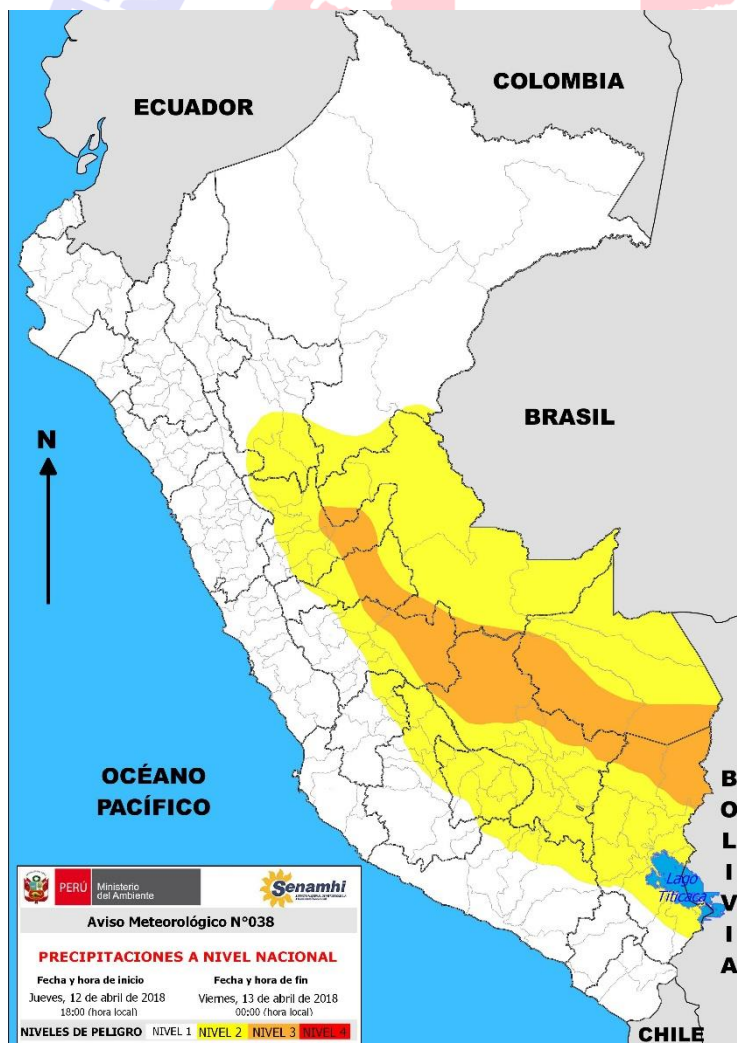 COLOMBIA
ECUADOR
BRASIL
N
OCÉANO
PACÍFICO
BOLIVIA
Lago
Titicaca
PERÚ Ministerio
del Ambiente
Senamhi
Aviso Meteorológico N°038
PRECIPITACIONES A NIVEL NACIONAL
Fecha y hora de inicio Fecha y hora de fin
Jueves, 12 de abril de 2018 Viernes, 13 de abril de 2018
18:00 (hora local) 00:00 (hora local)
NIVELES DE PELIGRO NIVEL 1 NIVEL 2 NIVEL 3 NIVEL 4
CHILE